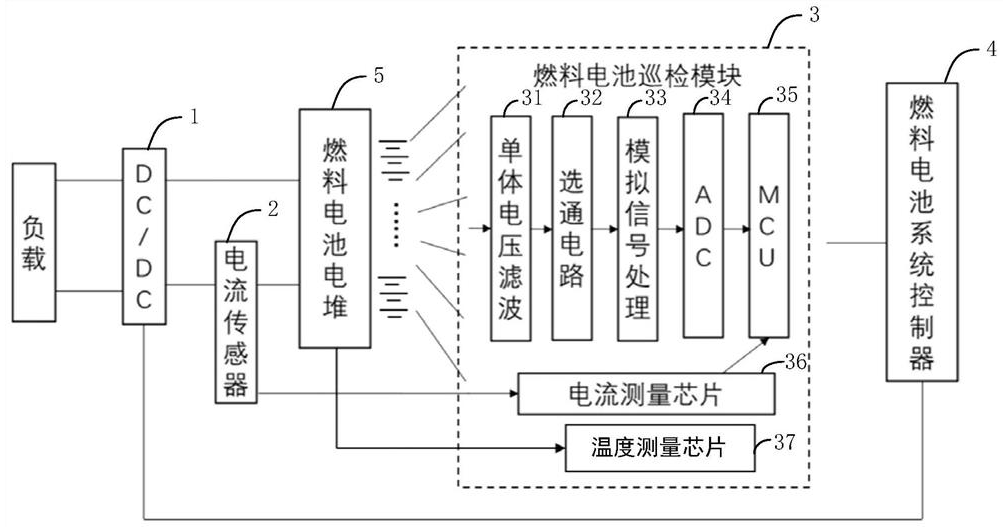 3
4
燃料电池巡检模块
5
31
32
33
34
35
1
2
负载
DC/DC
电流传感器
燃料电池电堆
单体电压滤波
选通电路
模拟信号处理
ADC
MCU
燃料电池系统控制器
36
电流测量芯片
37
温度测量芯片